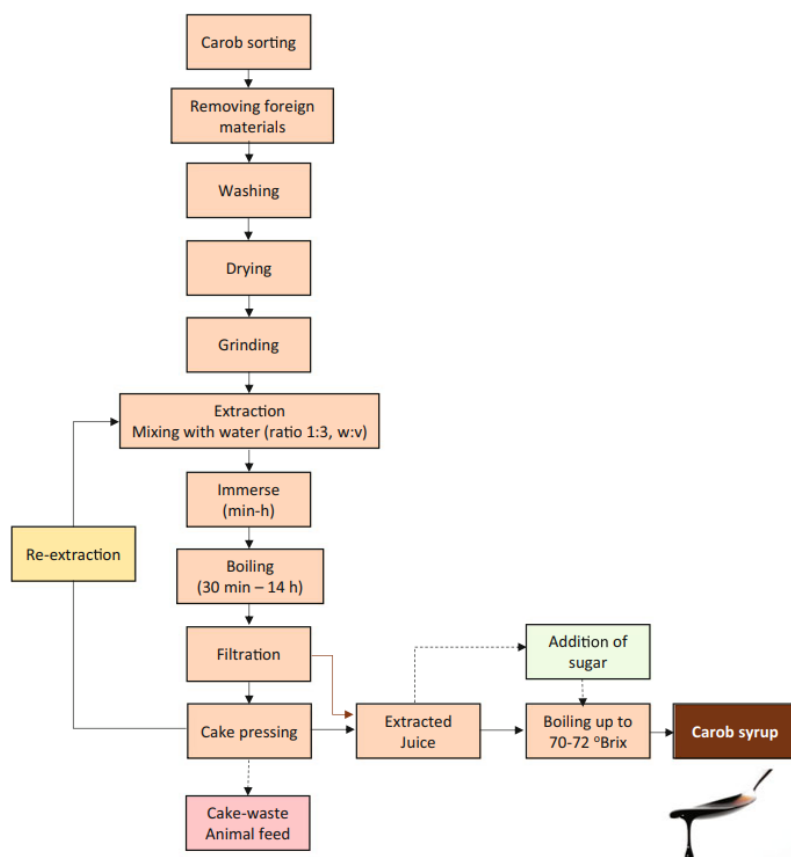 Carob sorting
Removing foreign
materials
Washing
Drying
Grinding
Extraction
Mixing with water (ratio 1:3, w:v)
Immerse
(min-h)
Re-extraction
Boiling
(30 min – 14 h)
Filtration
Addition of
sugar
Cake pressing
Extracted
Juice
Boiling up to
70-72 °Brix
Carob syrup
Cake-waste
Animal feed